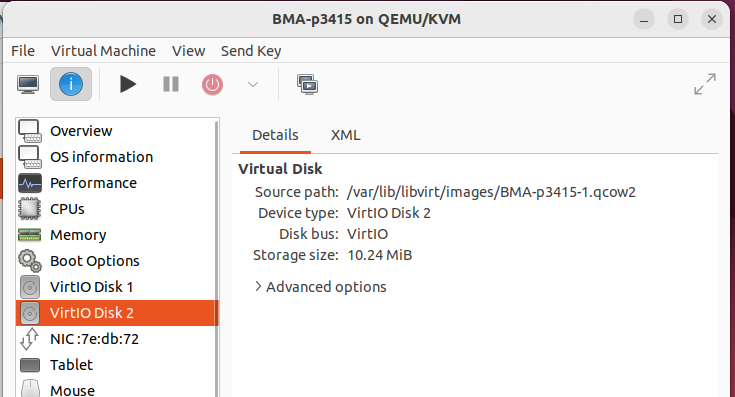 BMA-p3415 on QEMU/KVM
File Virtual Machine View Send Key
Overview
OS information
Performance
CPUs
Memory
Boot Options
VirtIO Disk 1
VirtIO Disk 2
NIC :7e:db:72
Tablet
Mouse
Details XML
Virtual Disk
Source path: /var/lib/libvirt/images/BMA-p3415-1.qcow2
Device type: VirtIO Disk 2
Disk bus: VirtIO
Storage size: 10.24 MiB
Advanced options